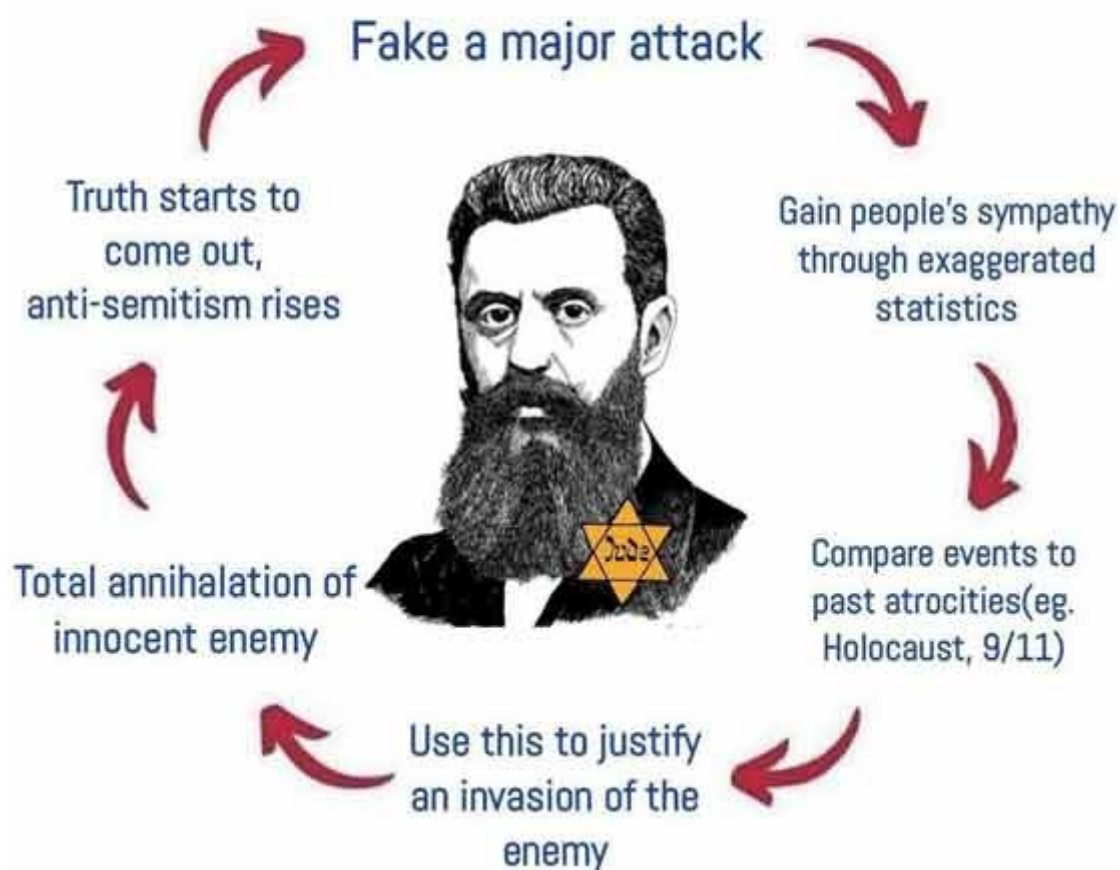 Fake a major attack
Gain people's sympathy
through exaggerated
statistics
Compare events to
past atrocities(eg.
Holocaust, 9/11)
Use this to justify
an invasion of the
enemy
Total annihalation of
innocent enemy
Truth starts to
come out,
anti-semitism rises
Jude